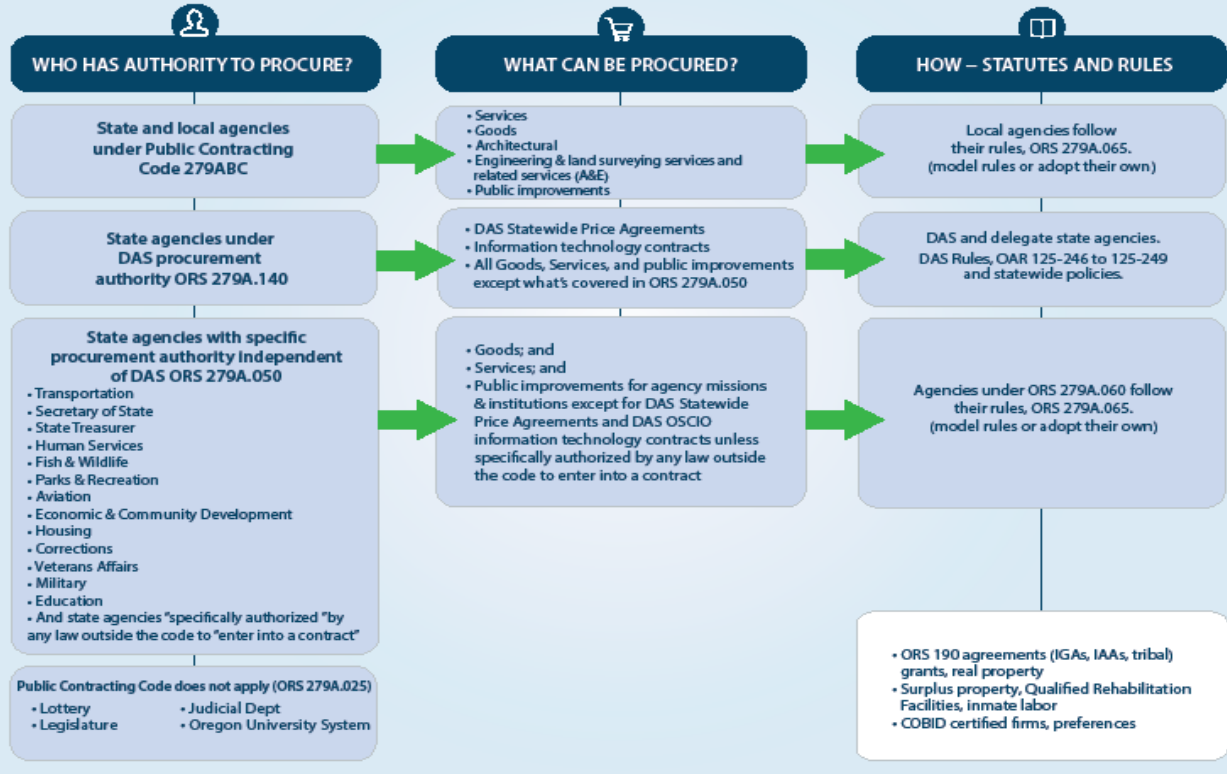 WHO HAS AUTHORITY TO PROCURE?
State and local agencies
under Public Contracting
Code 279ABC
State agencies under
DAS procurement
authority ORS 279A.140
State agencies with specific
procurement authority independent
of DAS ORS 279A.050
• Transportation
• Secretary of State
• State Treasurer
• Human Services
• Fish & Wildlife
• Parks & Recreation
• Aviation
• Economic & Community Development
• Housing
• Corrections
• Veterans Affairs
• Military
• Education
• And state agencies “specifically authorized ”by
any law outside the code to “enter into a contract”
Public Contracting Code does not apply (ORS 279A.025)
• Lottery
• Legislature
• Judicial Dept
• Oregon University System
WHAT CAN BE PROCURED?
• Services
• Goods
• Architectural
• Engineering & land surveying services and
related services (A&E)
• Public improvements
• DAS Statewide Price Agreements
• Information technology contracts
• All Goods, Services, and public improvements
except what’s covered in ORS 279A.050
• Goods; and
• Services; and
• Public improvements for agency missions
& institutions except for DAS Statewide
Price Agreements and DAS OSCIO
information technology contracts unless
specifically authorized by any law outside
the code to enter into a contract
HOW – STATUTES AND RULES
Local agencies follow
their rules, ORS 279A.065.
(model rules or adopt their own)
DAS and delegate state agencies.
DAS Rules, OAR 125-246 to 125-249
and statewide policies.
Agencies under ORS 279A.060 follow
their rules, ORS 279A.065.
(model rules or adopt their own)
• ORS 190 agreements (IGAs, IAAs, tribal)
grants, real property
• Surplus property, Qualified Rehabilitation
Facilities, inmate labor
• COBID certified firms, preferences